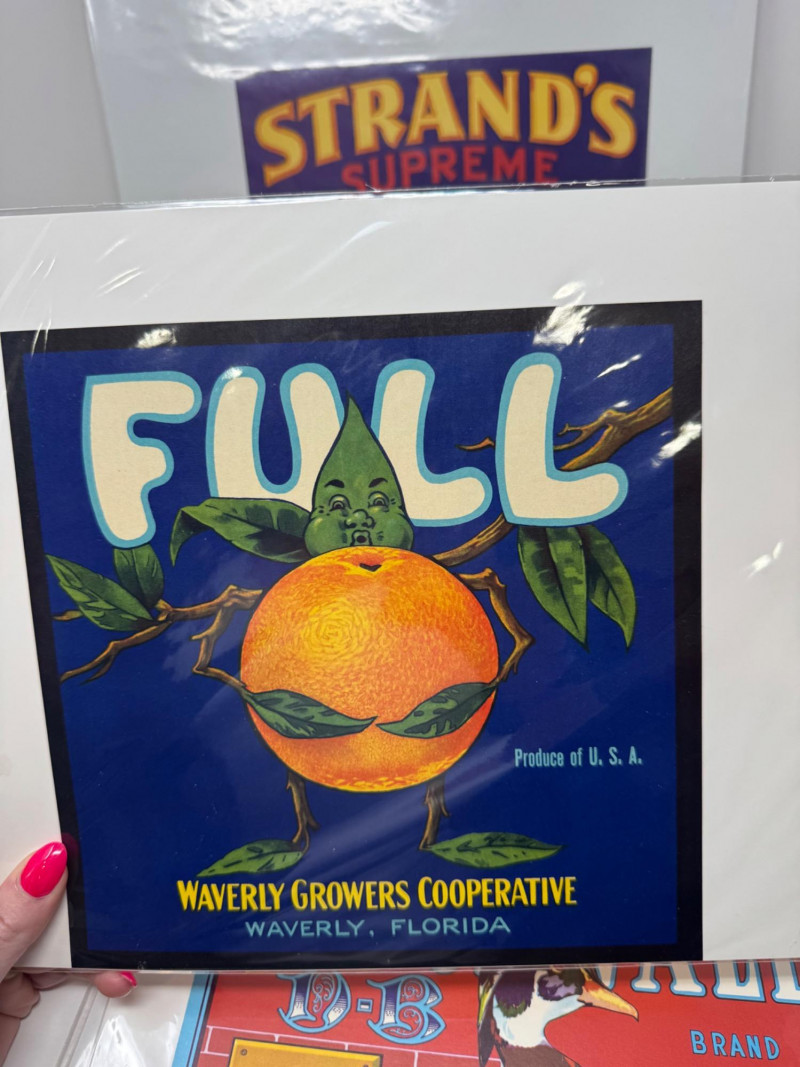 STRAND'S
SUPREME
FULL
Produce of U. S. A.
WAVERLY GROWERS COOPERATIVE
WAVERLY, FLORIDA
D-B
BRAND